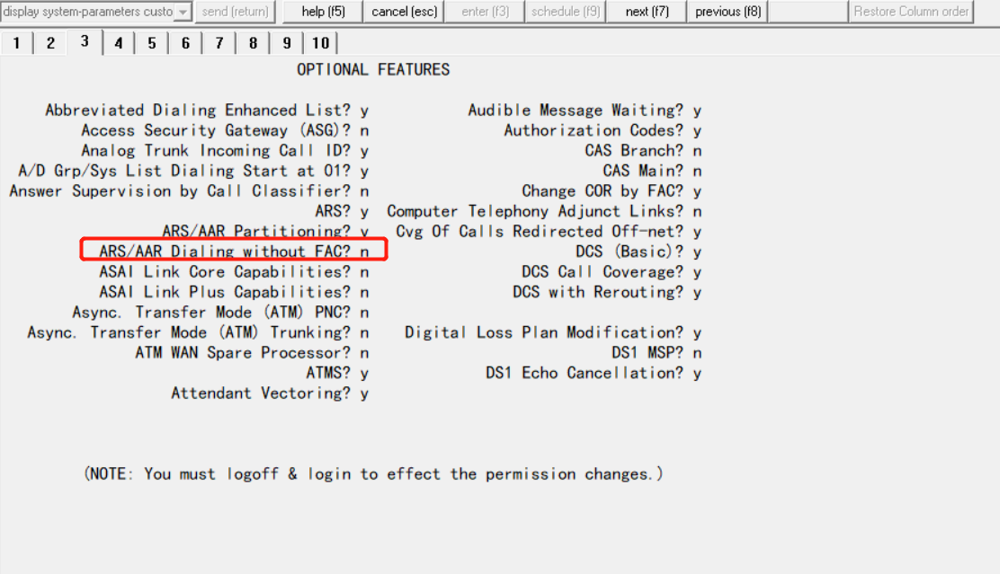 display system-parameters custo send (return) help (f5) cancel (esc) enter (f3) schedule (f9) next (f7) previous (f8) Restore Column order
1 2 3 4 5 6 7 8 9 10
OPTIONAL FEATURES
Abbreviated Dialing Enhanced List? y Audible Message Waiting? y
Access Security Gateway (ASG)? n Authorization Codes? y
Analog Trunk Incoming Call ID? y CAS Branch? n
A/D Grp/Sys List Dialing Start at 01? y CAS Main? n
Answer Supervision by Call Classifier? n Change COR by FAC? y
ARS? y Computer Telephony Adjunct Links? n
ARS/AAR Partitioning? y Cvg Of Calls Redirected Off-net? y
ARS/AAR Dialing without FAC? n DCS (Basic)? y
ASAI Link Core Capabilities? n DCS Call Coverage? y
ASAI Link Plus Capabilities? n DCS with Rerouting? y
Async. Transfer Mode (ATM) PNC? n
Async. Transfer Mode (ATM) Trunking? n Digital Loss Plan Modification? y
ATM WAN Spare Processor? n DS1 MSP? n
ATMS? y DS1 Echo Cancellation? y
Attendant Vectoring? y
(NOTE: You must logoff & login to effect the permission changes.)